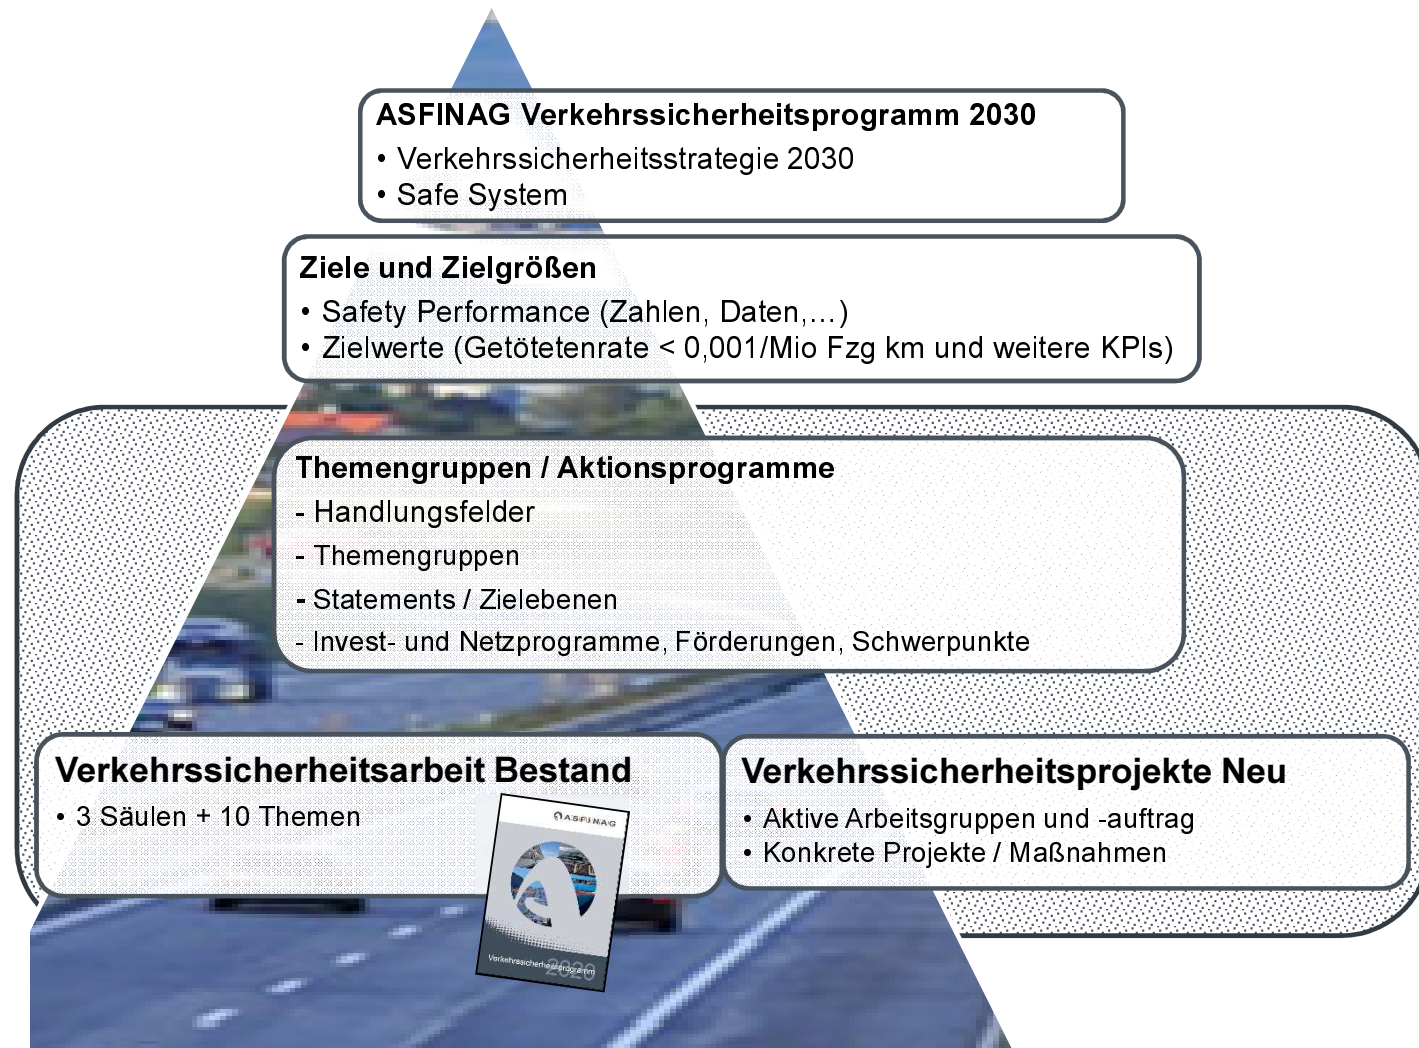 ASFINAG Verkehrssicherheitsprogramm 2030
• Verkehrssicherheitsstrategie 2030
• Safe System
Ziele und Zielgrößen
• Safety Performance (Zahlen, Daten,…)
• Zielwerte (Getötetenrate < 0,001/Mio Fzg km und weitere KPIs)
Themengruppen / Aktionsprogramme
- Handlungsfelder
- Themengruppen
- Statements / Zielebenen
- Invest- und Netzprogramme, Förderungen, Schwerpunkte
Verkehrssicherheitsarbeit Bestand
• 3 Säulen + 10 Themen
ASFINAG
Verkehrssicherheitsprogramm
2020
Verkehrssicherheitsprojekte Neu
• Aktive Arbeitsgruppen und -auftrag
• Konkrete Projekte / Maßnahmen